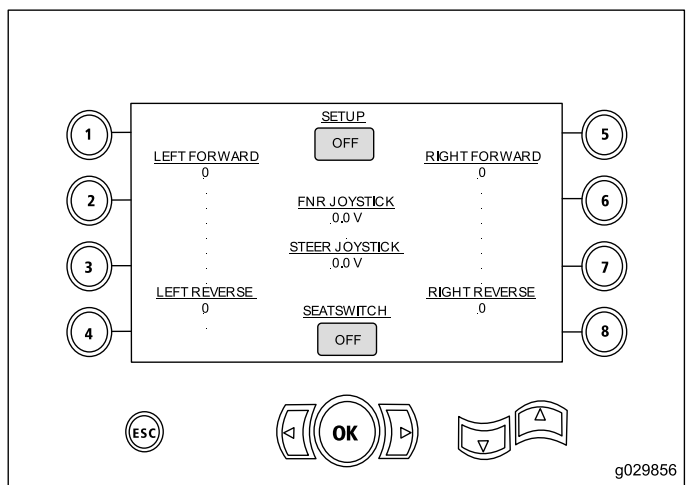 SETUP
OFF
1
5
LEFT FORWARD
0
RIGHT FORWARD
0
2
6
FNR JOYSTICK
0.0 V
STEER JOYSTICK
0.0 V
3
7
LEFT REVERSE
0
RIGHT REVERSE
0
SEATSWITCH
OFF
4
8
ESC
OK
g029856